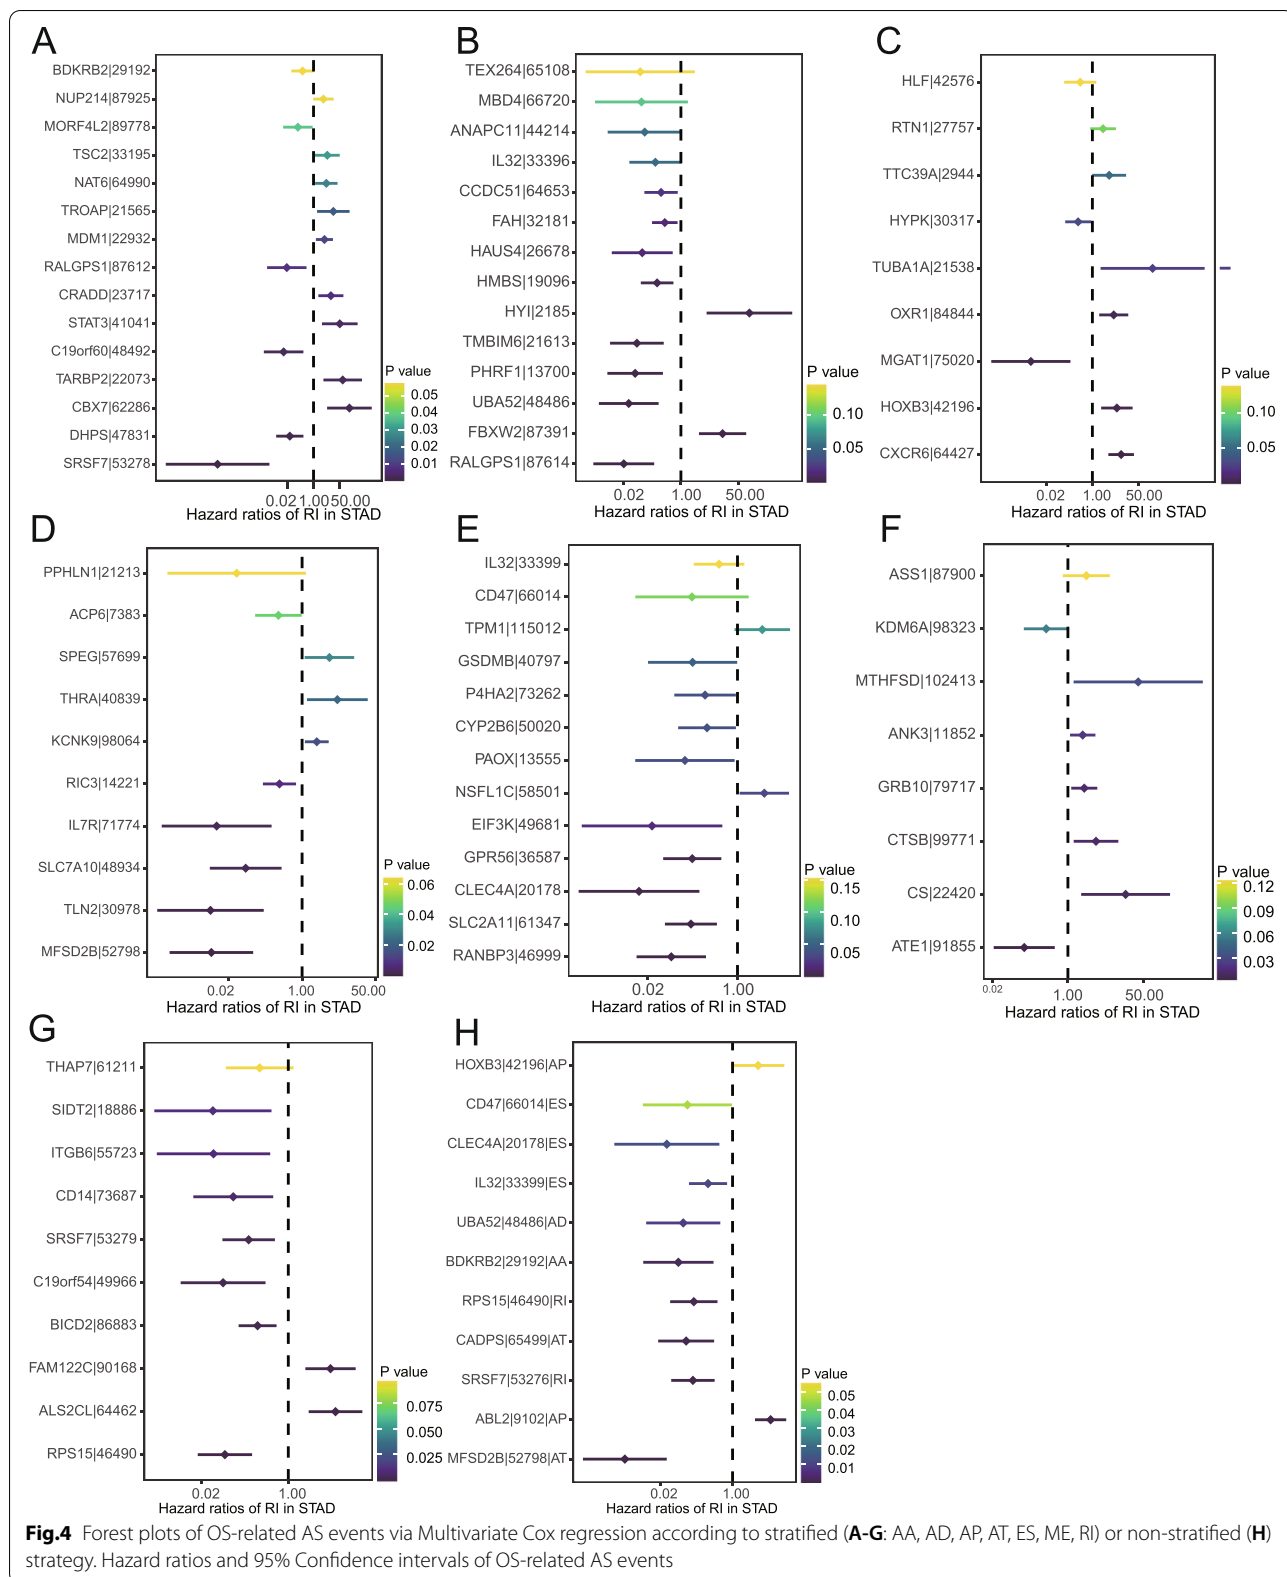 A
BDKRB2|29192
NUP214|87925
MORF4L2|89778
TSC2|33195
NAT6|64990
TROAP|21565
MDM1|22932
RALGPS1|87612
CRADD|23717
STAT3|41041
C19orf60|48492
TARBP2|22073
CBX7|62286
DHPS|47831
SRSF7|53278
0.02 1.00 50.00
Hazard ratios of RI in STAD
P value
0.05
0.04
0.03
0.02
0.01
B
TEX264|65108
MBD4|66720
ANAPC11|44214
IL32|33396
CCDC51|64653
FAH|32181
HAUS4|26678
HMBS|19096
HYI|2185
TMBIM6|21613
PHRF1|13700
UBA52|48486
FBXW2|87391
RALGPS1|87614
0.02 1.00 50.00
Hazard ratios of RI in STAD
P value
0.10
0.05
C
HLF|42576
RTN1|27757
TTC39A|2944
HYPK|30317
TUBA1A|21538
OXR1|84844
MGAT1|75020
HOXB3|42196
CXCR6|64427
0.02 1.00 50.00
Hazard ratios of RI in STAD
P value
0.10
0.05
D
PPHLN1|21213
ACP6|7383
SPEG|57699
THRA|40839
KCNK9|98064
RIC3|14221
IL7R|71774
SLC7A10|48934
TLN2|30978
MFSD2B|52798
0.02 1.00 50.00
Hazard ratios of RI in STAD
P value
0.06
0.04
0.02
E
IL32|33399
CD47|66014
TPM1|115012
GSDMB|40797
P4HA2|73262
CYP2B6|50020
PAOX|13555
NSFL1C|58501
EIF3K|49681
GPR56|36587
CLEC4A|20178
SLC2A11|61347
RANBP3|46999
0.02 1.00
Hazard ratios of RI in STAD
P value
0.15
0.10
0.05
F
ASS1|87900
KDM6A|98323
MTHFSD|102413
ANK3|11852
GRB10|79717
CTSB|99771
CS|22420
ATE1|91855
0.02 1.00 50.00
Hazard ratios of RI in STAD
P value
0.12
0.09
0.06
0.03
G
THAP7|61211
SIDT2|18886
ITGB6|55723
CD14|73687
SRSF7|53279
C19orf54|49966
BICD2|86883
FAM122C|90168
ALS2CL|64462
RPS15|46490
0.02 1.00
Hazard ratios of RI in STAD
P value
0.075
0.050
0.025
H
HOXB3|42196|AP
CD47|66014|ES
CLEC4A|20178|ES
IL32|33399|ES
UBA52|48486|AD
BDKRB2|29192|AA
RPS15|46490|RI
CADPS|65499|AT
SRSF7|53276|RI
ABL2|9102|AP
MFSD2B|52798|AT
0.02 1.00
Hazard ratios of RI in STAD
P value
0.05
0.04
0.03
0.02
0.01
Fig.4 Forest plots of OS-related AS events via Multivariate Cox regression according to stratified (A-G: AA, AD, AP, AT, ES, ME, RI) or non-stratified (H)
strategy. Hazard ratios and 95% Confidence intervals of OS-related AS events